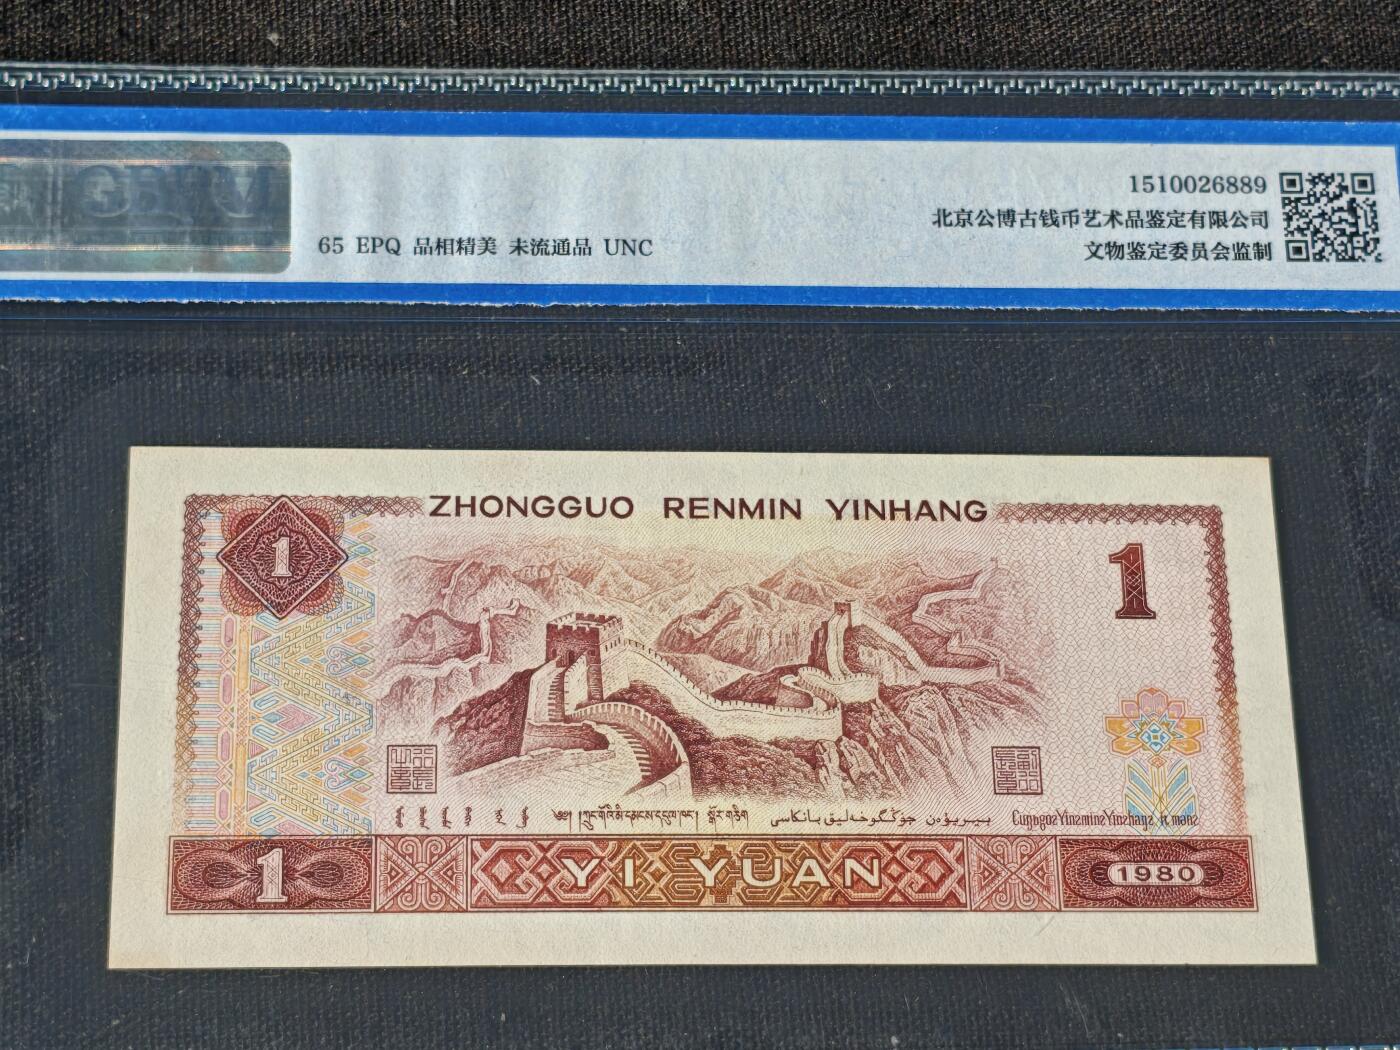 1510026889
北京公博古钱币艺术品鉴定有限公司
65 EPQ 品相精美 未流通品 UNC
文物鉴定委员会监制
ZHONGGUO RENMIN YINHANG
1
1
1
YI YUAN
1980